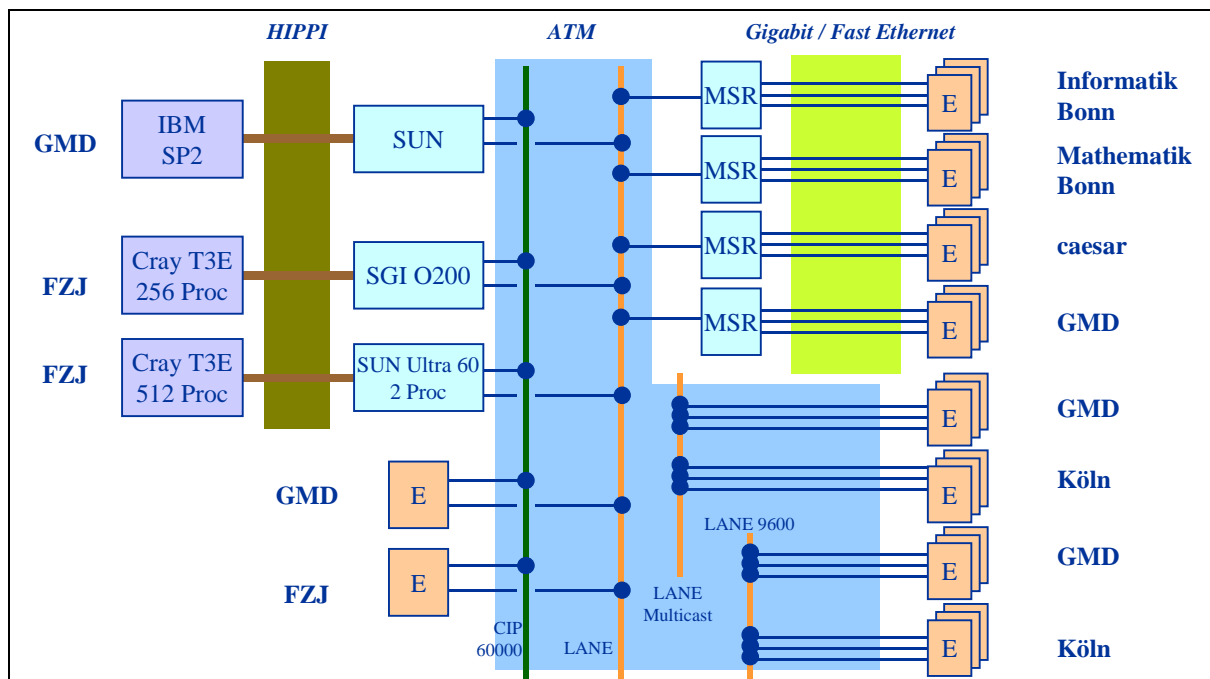 HIPPI
ATM
Gigabit / Fast Ethernet
GMD
IBM
SP2
SUN
MSR
E
Informatik
Bonn
MSR
E
Mathematik
Bonn
FZJ
Cray T3E
256 Proc
SGI O200
MSR
E
caesar
MSR
E
GMD
FZJ
Cray T3E
512 Proc
SUN Ultra 60
2 Proc
E
GMD
GMD
E
E
Köln
LANE 9600
E
GMD
FZJ
E
LANE
Multicast
CIP
60000
LANE
E
Köln